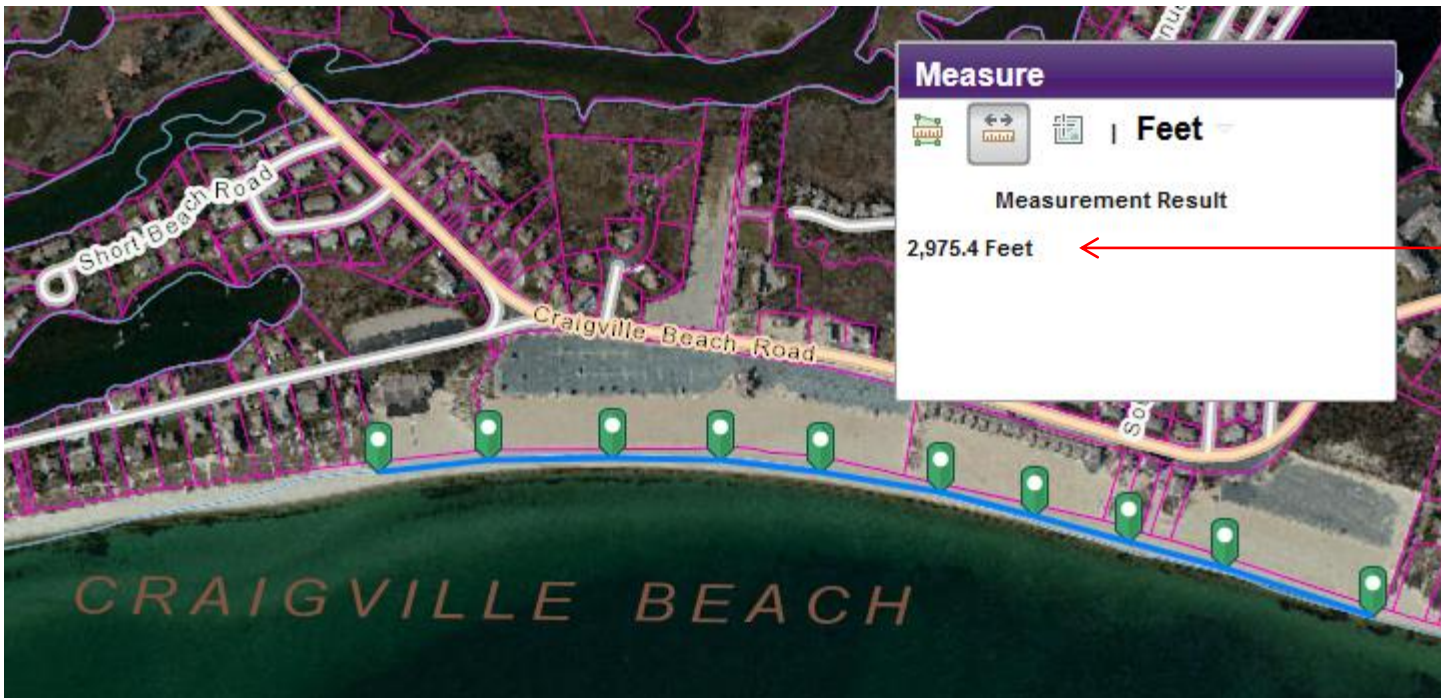 Measure
| Feet
Measurement Result
2,975.4 Feet
Short Beach Road
Craigville Beach Road
CRAIGVILLE BEACH